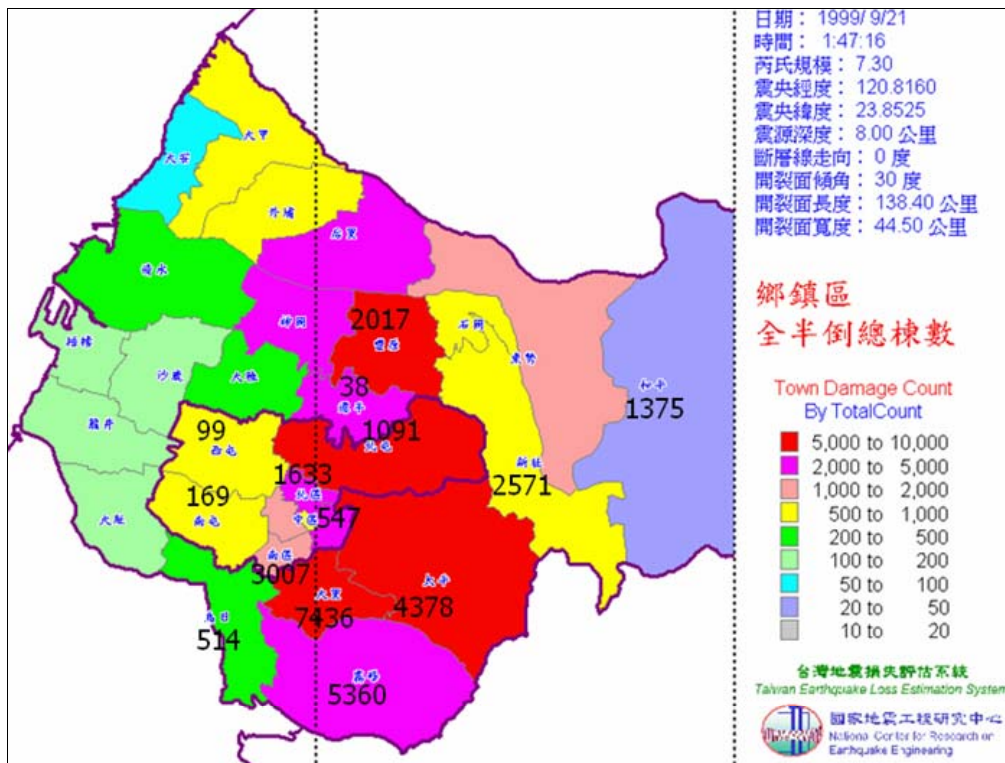 日期： 1999/ 9/21
時間： 1:47:16
芮氏規模： 7.30
震央經度： 120.8160
震央緯度： 23.8525
震源深度： 8.00 公里
斷層線走向： 0 度
開裂面傾角： 30 度
開裂面長度： 138.40 公里
開裂面寬度： 44.50 公里
大甲
大安
外埔
后里
清水
神岡
2017
豐原
石岡
東勢
梧棲
沙鹿
大雅
38
潭子
和平
1375
龍井
99
西屯
1091
北屯
新社
2571
1633
北區
169
南屯
中區
547
大肚
南區
3007
大里
7436
太平
4378
烏日
514
霧峰
5360
鄉鎮區
全半倒總棟數
Town Damage Count
By TotalCount
5,000 to 10,000
2,000 to 5,000
1,000 to 2,000
500 to 1,000
200 to 500
100 to 200
50 to 100
20 to 50
10 to 20
台灣地震損失評估系統
Taiwan Earthquake Loss Estimation System
國家地震工程研究中心
National Center for Research on
Earthquake Engineering